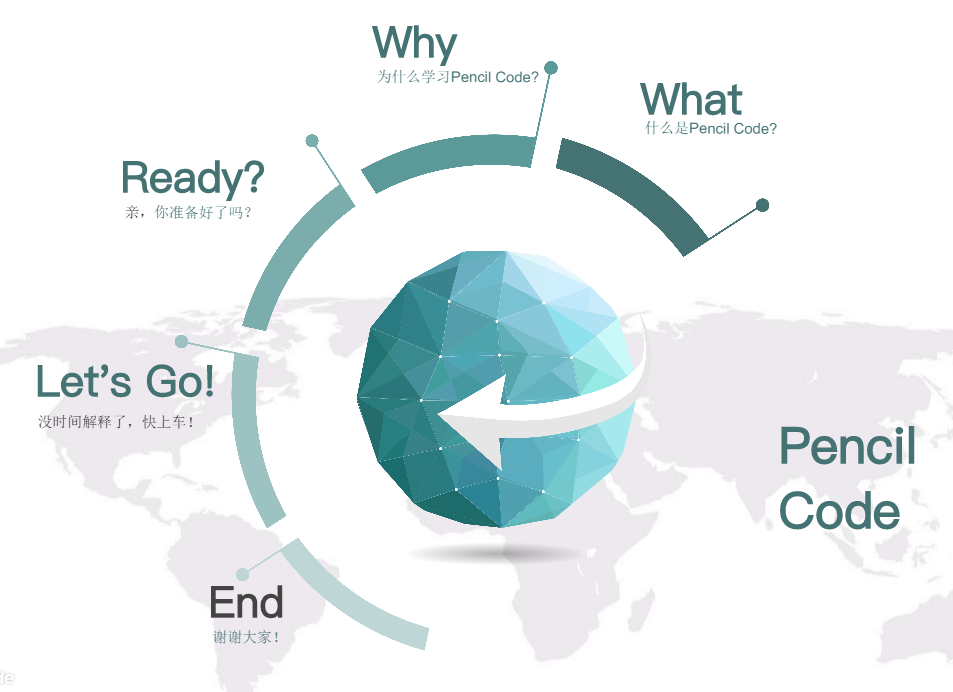 Why
为什么学习Pencil Code?
What
什么是Pencil Code?
Ready?
亲，你准备好了吗？
Let's Go!
没时间解释了，快上车！
Pencil
Code
End
谢谢大家！